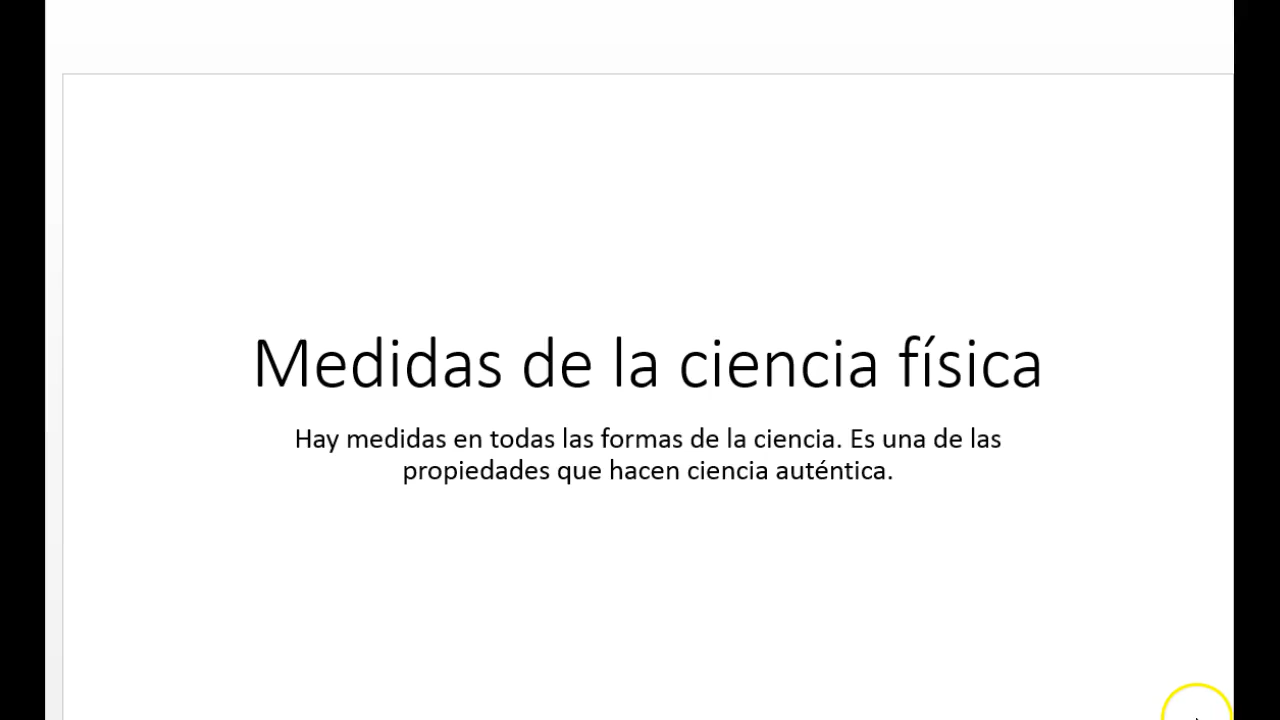 Medidas de la ciencia física
Hay medidas en todas las formas de la ciencia. Es una de las
propiedades que hacen ciencia auténtica.